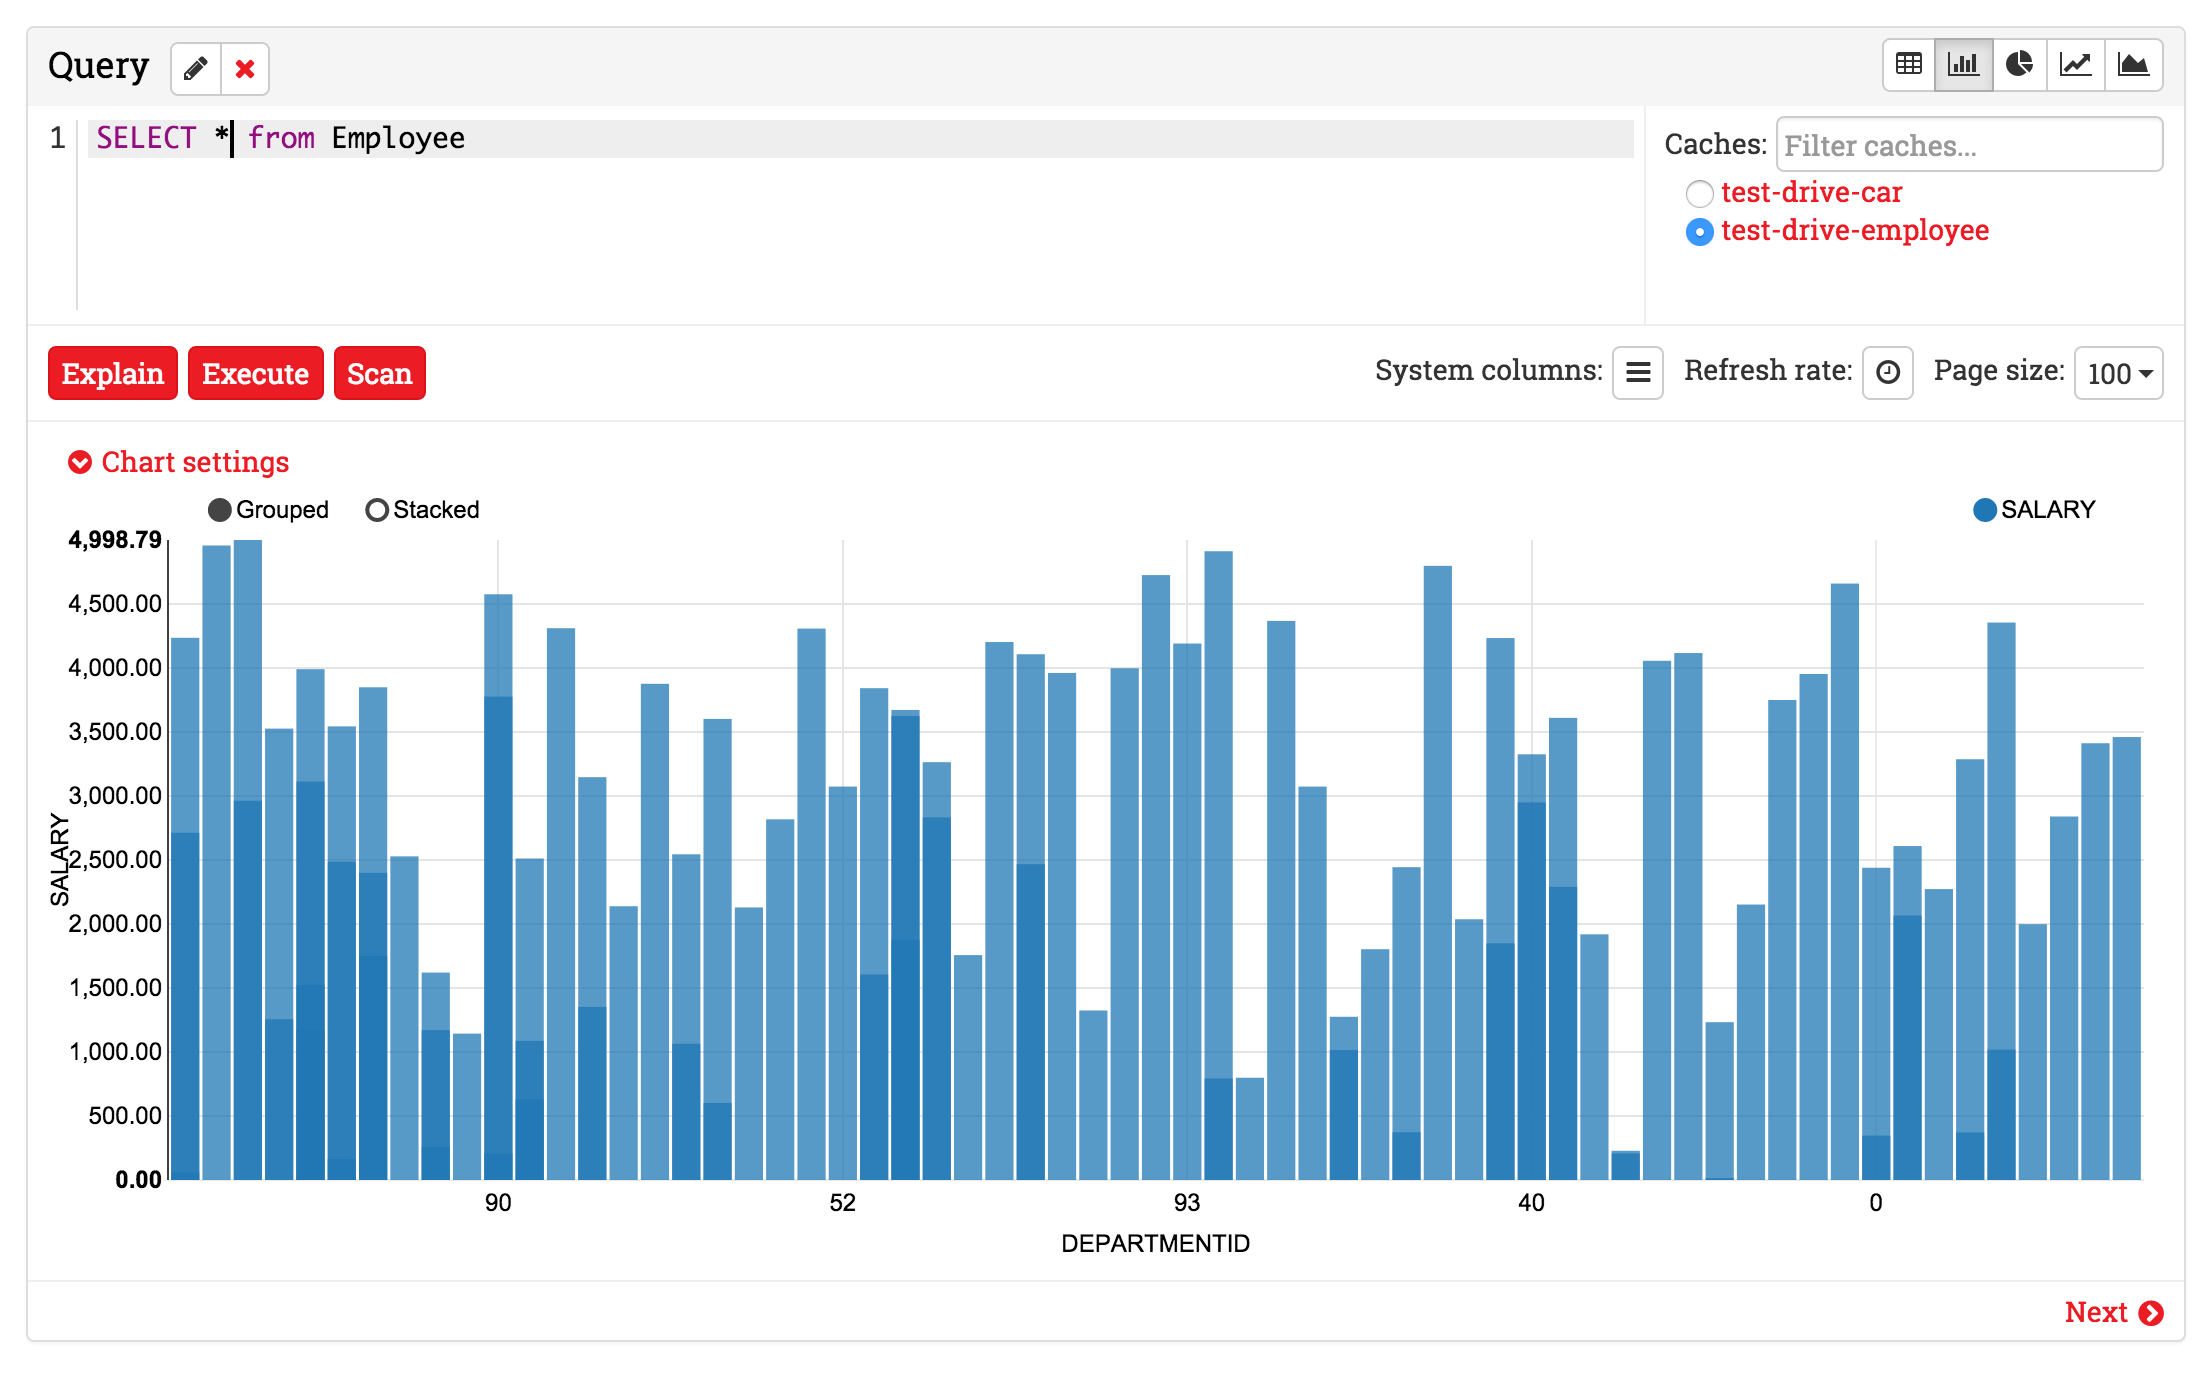 Query
1 SELECT * from Employee
Caches: Filter caches...
test-drive-car
test-drive-employee
Explain Execute Scan System columns: Refresh rate: Page size: 100
Chart settings
Grouped Stacked SALARY
4,998.79
4,500.00
4,000.00
3,500.00
3,000.00
2,500.00
2,000.00
1,500.00
1,000.00
500.00
0.00
SALARY
90 52 93 40 0
DEPARTMENTID
Next